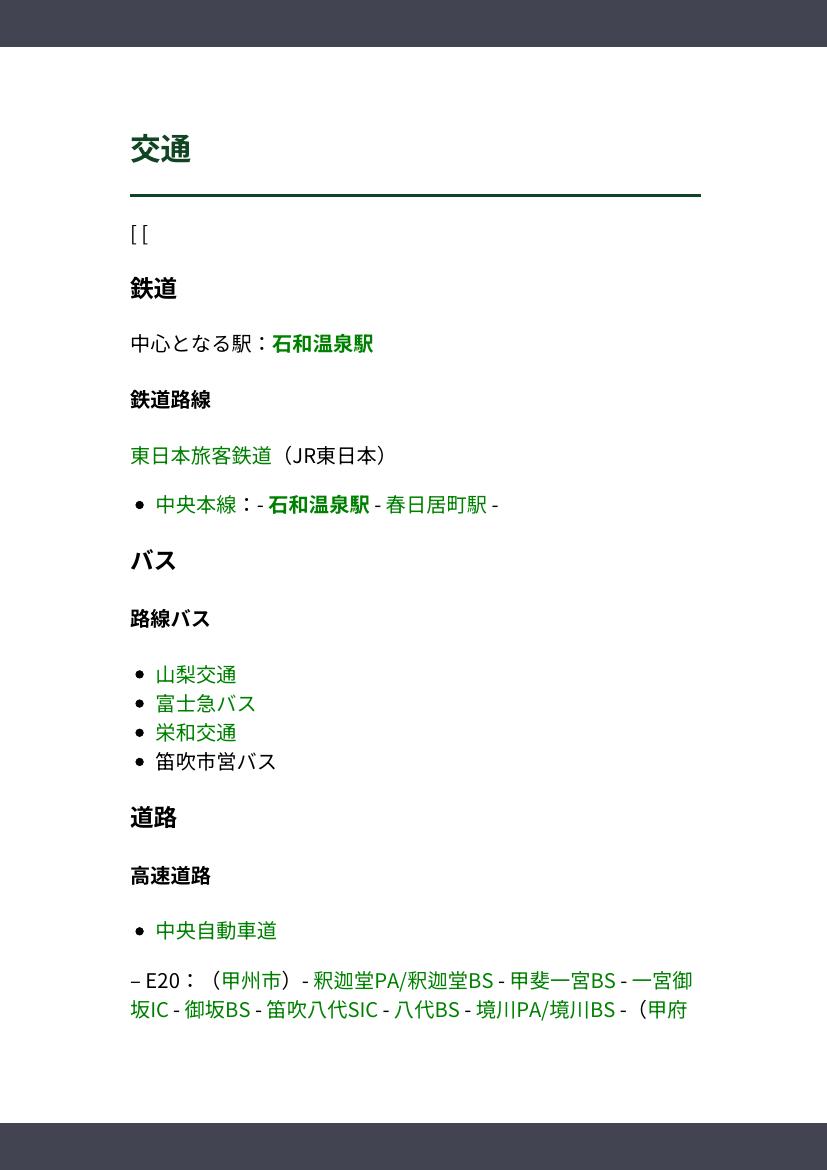 交通
[ [
鉄道
中心となる駅：石和温泉駅
鉄道路線
東日本旅客鉄道（JR東日本）
• 中央本線：- 石和温泉駅 - 春日居町駅 -
バス
路線バス
• 山梨交通
• 富士急バス
• 栄和交通
• 笛吹市営バス
道路
高速道路
• 中央自動車道
– E20：（甲州市）- 釈迦堂PA/釈迦堂BS - 甲斐一宮BS - 一宮御
坂IC - 御坂BS - 笛吹八代SIC - 八代BS - 境川PA/境川BS -（甲府